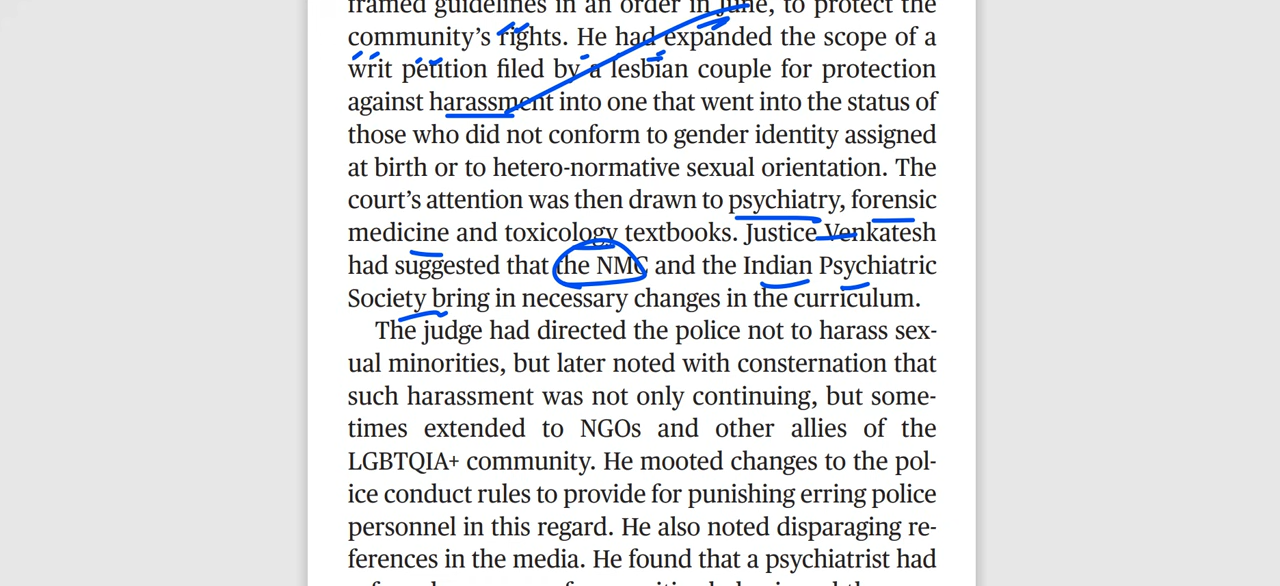 framed guidelines in an order in June, to protect the
community's rights. He had expanded the scope of a
writ petition filed by a lesbian couple for protection
against harassment into one that went into the status of
those who did not conform to gender identity assigned
at birth or to hetero-normative sexual orientation. The
court's attention was then drawn to psychiatry, forensic
medicine and toxicology textbooks. Justice Venkatesh
had suggested that the NMC and the Indian Psychiatric
Society bring in necessary changes in the curriculum.
The judge had directed the police not to harass sex-
ual minorities, but later noted with consternation that
such harassment was not only continuing, but some-
times extended to NGOs and other allies of the
LGBTQIA+ community. He mooted changes to the pol-
ice conduct rules to provide for punishing erring police
personnel in this regard. He also noted disparaging re-
ferences in the media. He found that a psychiatrist had